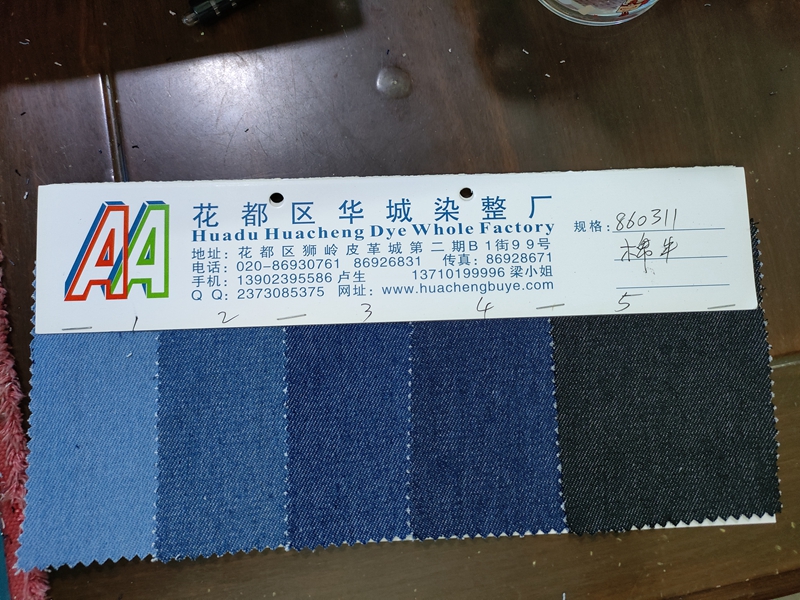 AA
花都区华城染整厂
Huadu Huacheng Dye Whole Factory
地址：花都区狮岭皮革城第二期B1街99号
电话：020-86930761 86926831 传真：86928671
手机：13902395586 卢生 13710199996 梁小姐
Q Q：2373085375 网址：www.huachengbuye.com
规格：860311
棉牛
1 2 3 4 5